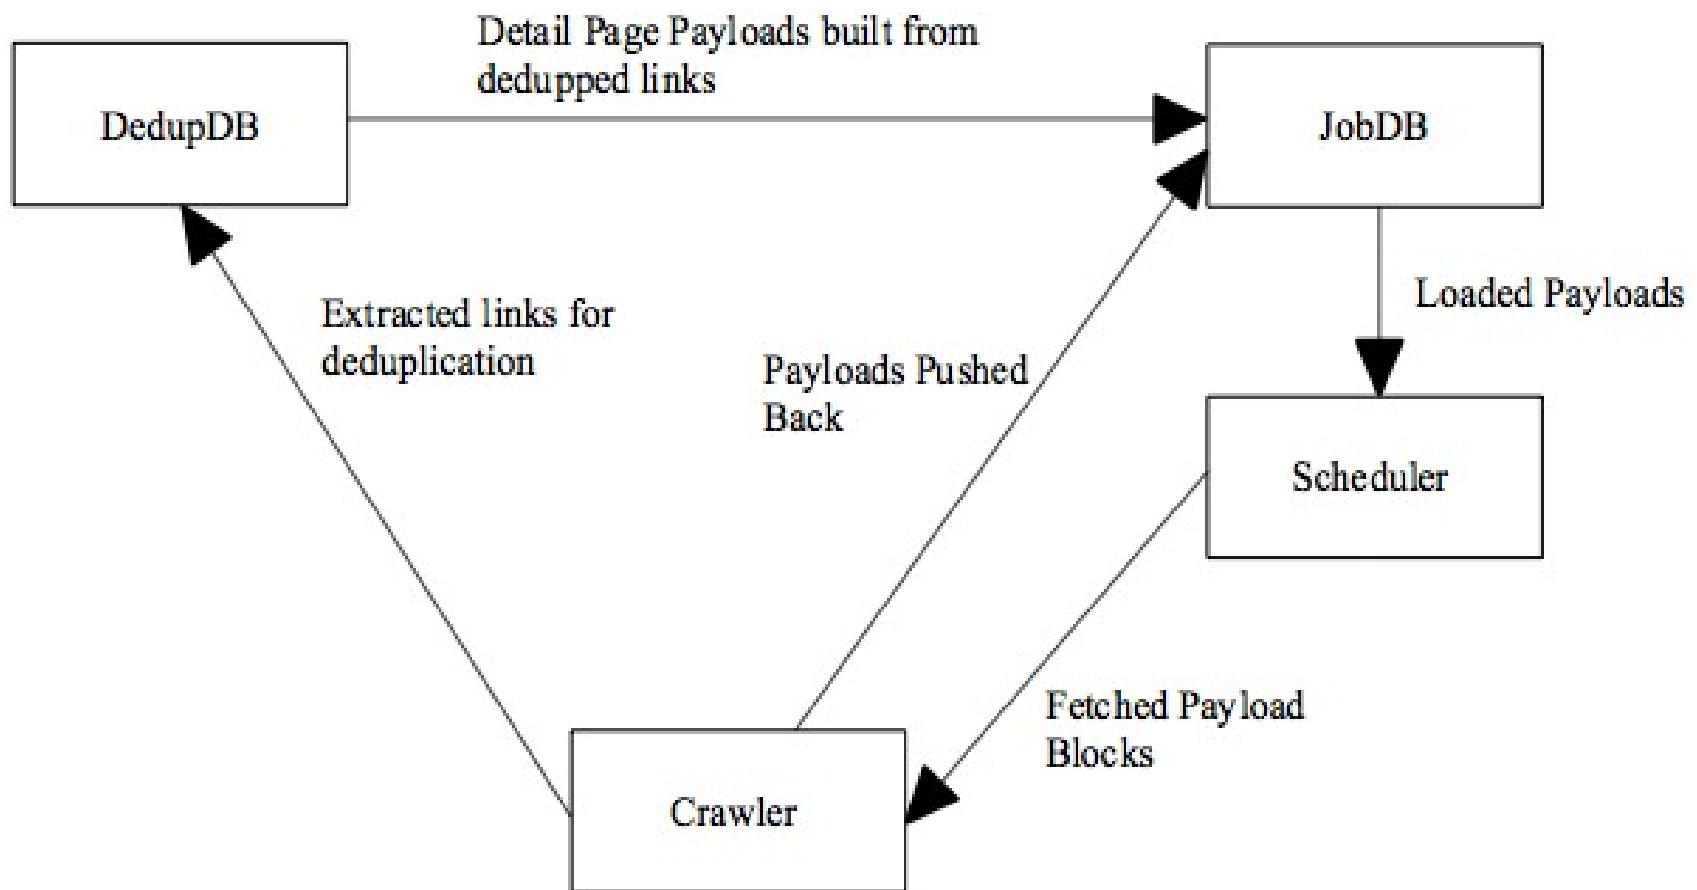 Detail Page Payloads built from
dedupped links
DedupDB
JobDB
Loaded Payloads
Extracted links for
deduplication
Payloads Pushed
Back
Scheduler
Fetched Payload
Blocks
Crawler